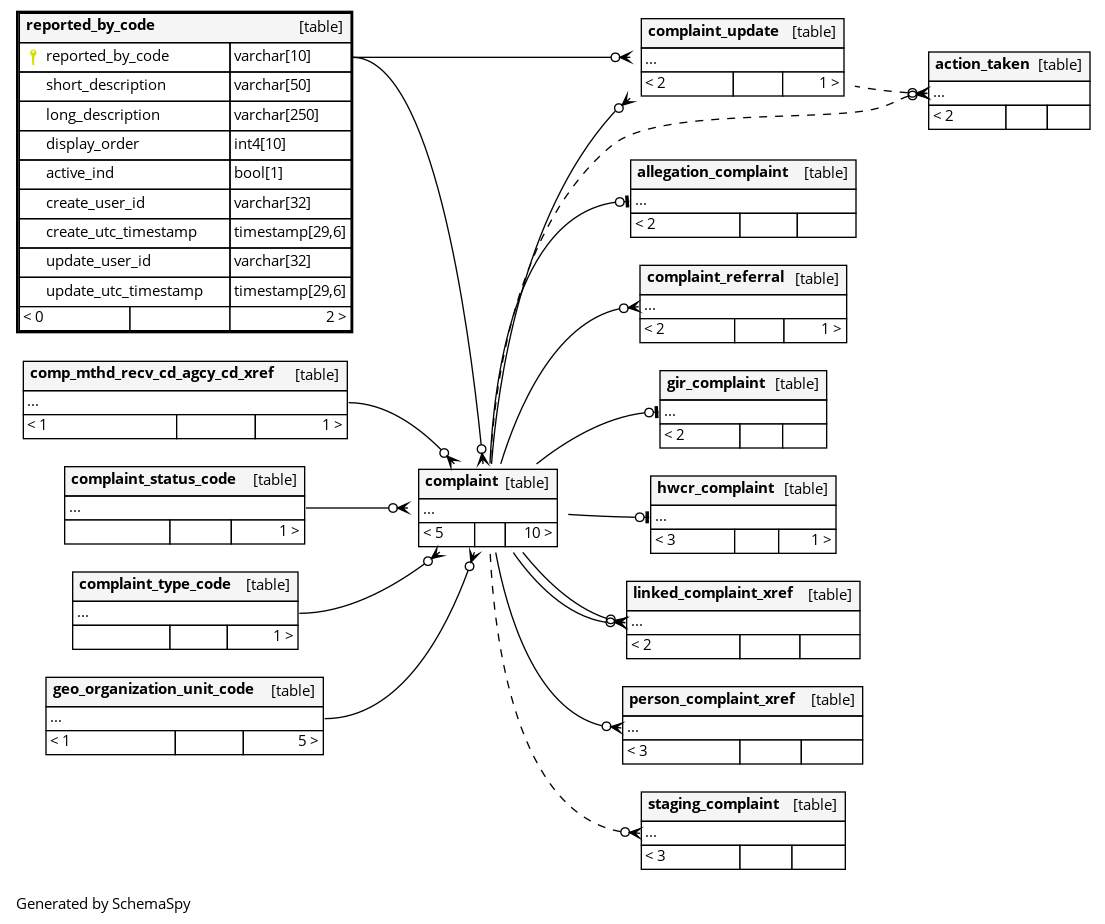 reported_by_code [table]
reported_by_code varchar[10]
short_description varchar[50]
long_description varchar[250]
display_order int4[10]
active_ind bool[1]
create_user_id varchar[32]
create_utc_timestamp timestamp[29,6]
update_user_id varchar[32]
update_utc_timestamp timestamp[29,6]
< 0 2 >
comp_mthd_recv_cd_agcy_cd_xref [table]
...
< 1 1 >
complaint_status_code [table]
...
1 >
complaint_type_code [table]
...
1 >
geo_organization_unit_code [table]
...
< 1 5 >
complaint [table]
...
< 5 10 >
complaint_update [table]
...
< 2 1 >
action_taken [table]
...
< 2
allegation_complaint [table]
...
< 2
complaint_referral [table]
...
< 2 1 >
gir_complaint [table]
...
< 2
hwcr_complaint [table]
...
< 3 1 >
linked_complaint_xref [table]
...
< 2
person_complaint_xref [table]
...
< 3
staging_complaint [table]
...
< 3
Generated by SchemaSpy